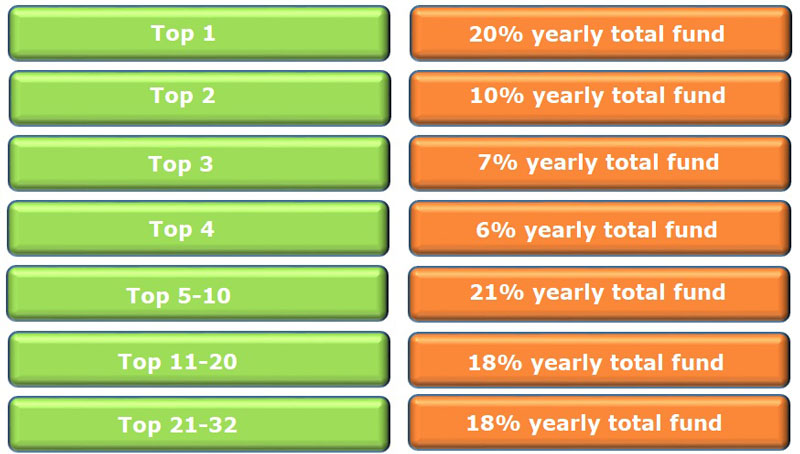 Top 1 20% yearly total fund
Top 2 10% yearly total fund
Top 3 7% yearly total fund
Top 4 6% yearly total fund
Top 5-10 21% yearly total fund
Top 11-20 18% yearly total fund
Top 21-32 18% yearly total fund